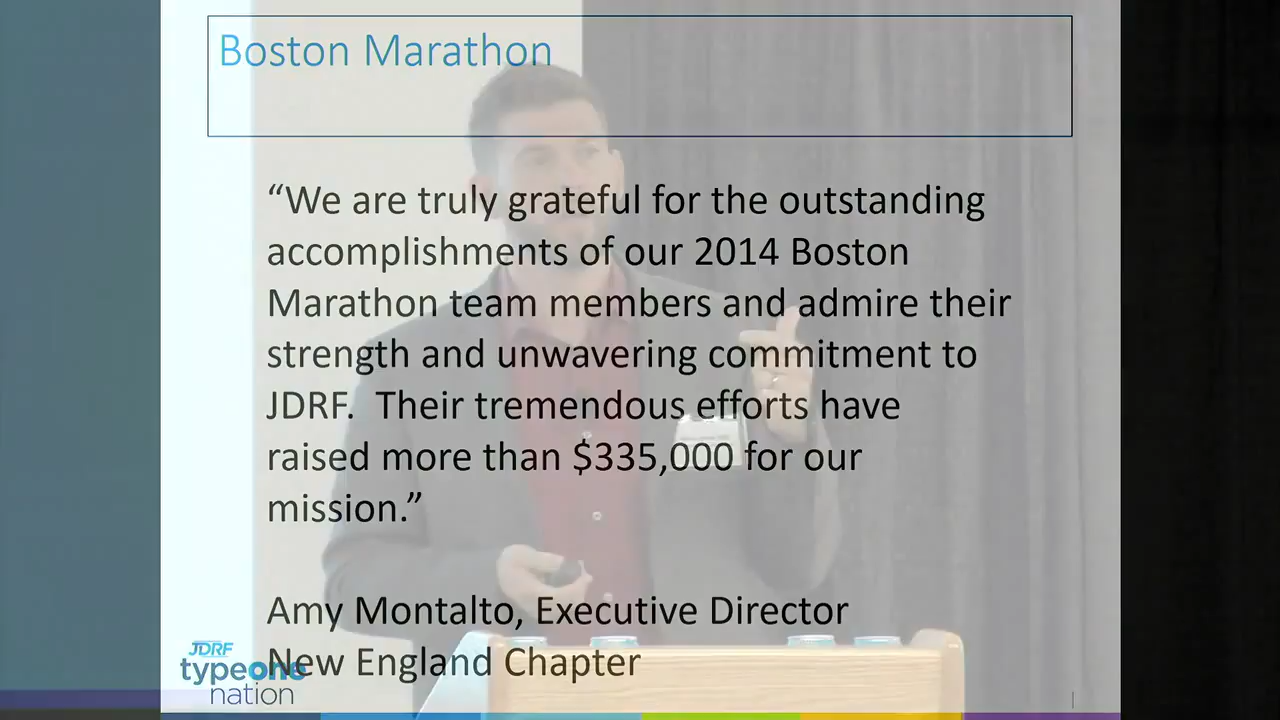 Boston Marathon
“We are truly grateful for the outstanding
accomplishments of our 2014 Boston
Marathon team members and admire their
strength and unwavering commitment to
JDRF.  Their tremendous efforts have
raised more than $335,000 for our
mission.”
Amy Montalto, Executive Director
New England Chapter
JDRF
typeone
nation